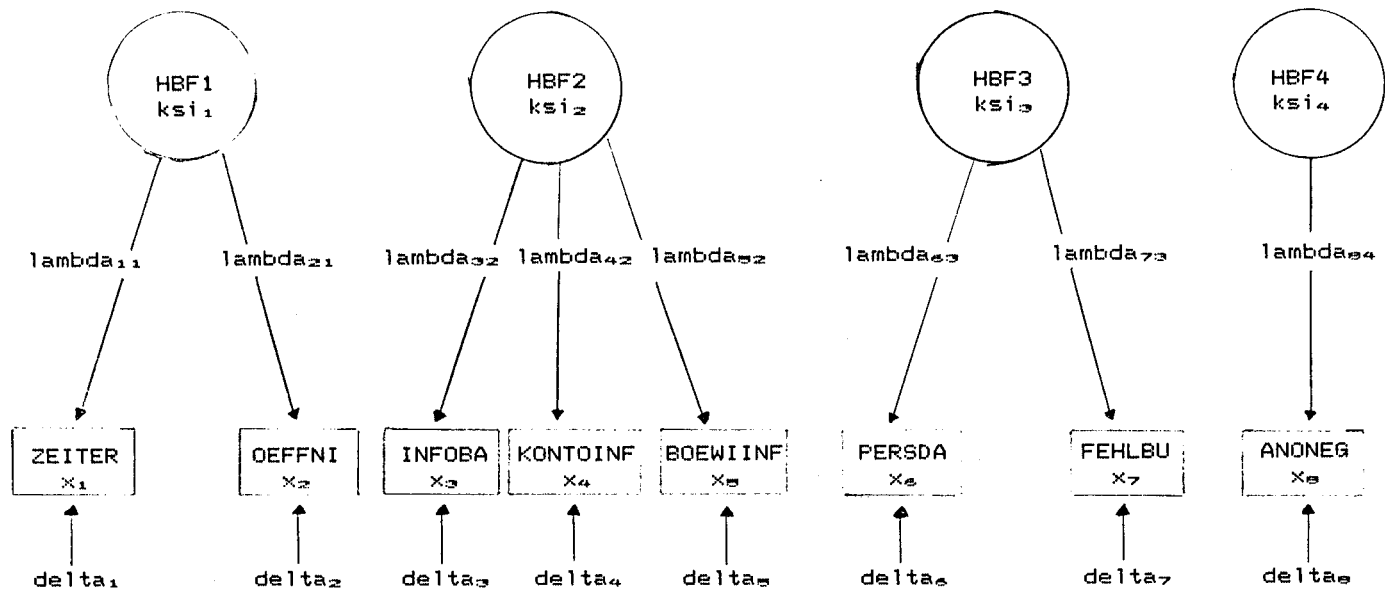 HBF1 HBF2 HBF3 HBF4
ksi₁ ksi₂ ksi₃ ksi₄
lambda₁₁ lambda₂₁ lambda₃₂ lambda₄₂ lambda₅₂ lambda₆₃ lambda₇₃ lambda₈₄
ZEITER OEFFNI INFOBA KONTOINF BOEWIINF PERSDA FEHLBU ANONEG
x₁ x₂ x₃ x₄ x₅ x₆ x₇ x₈
delta₁ delta₂ delta₃ delta₄ delta₅ delta₆ delta₇ delta₈